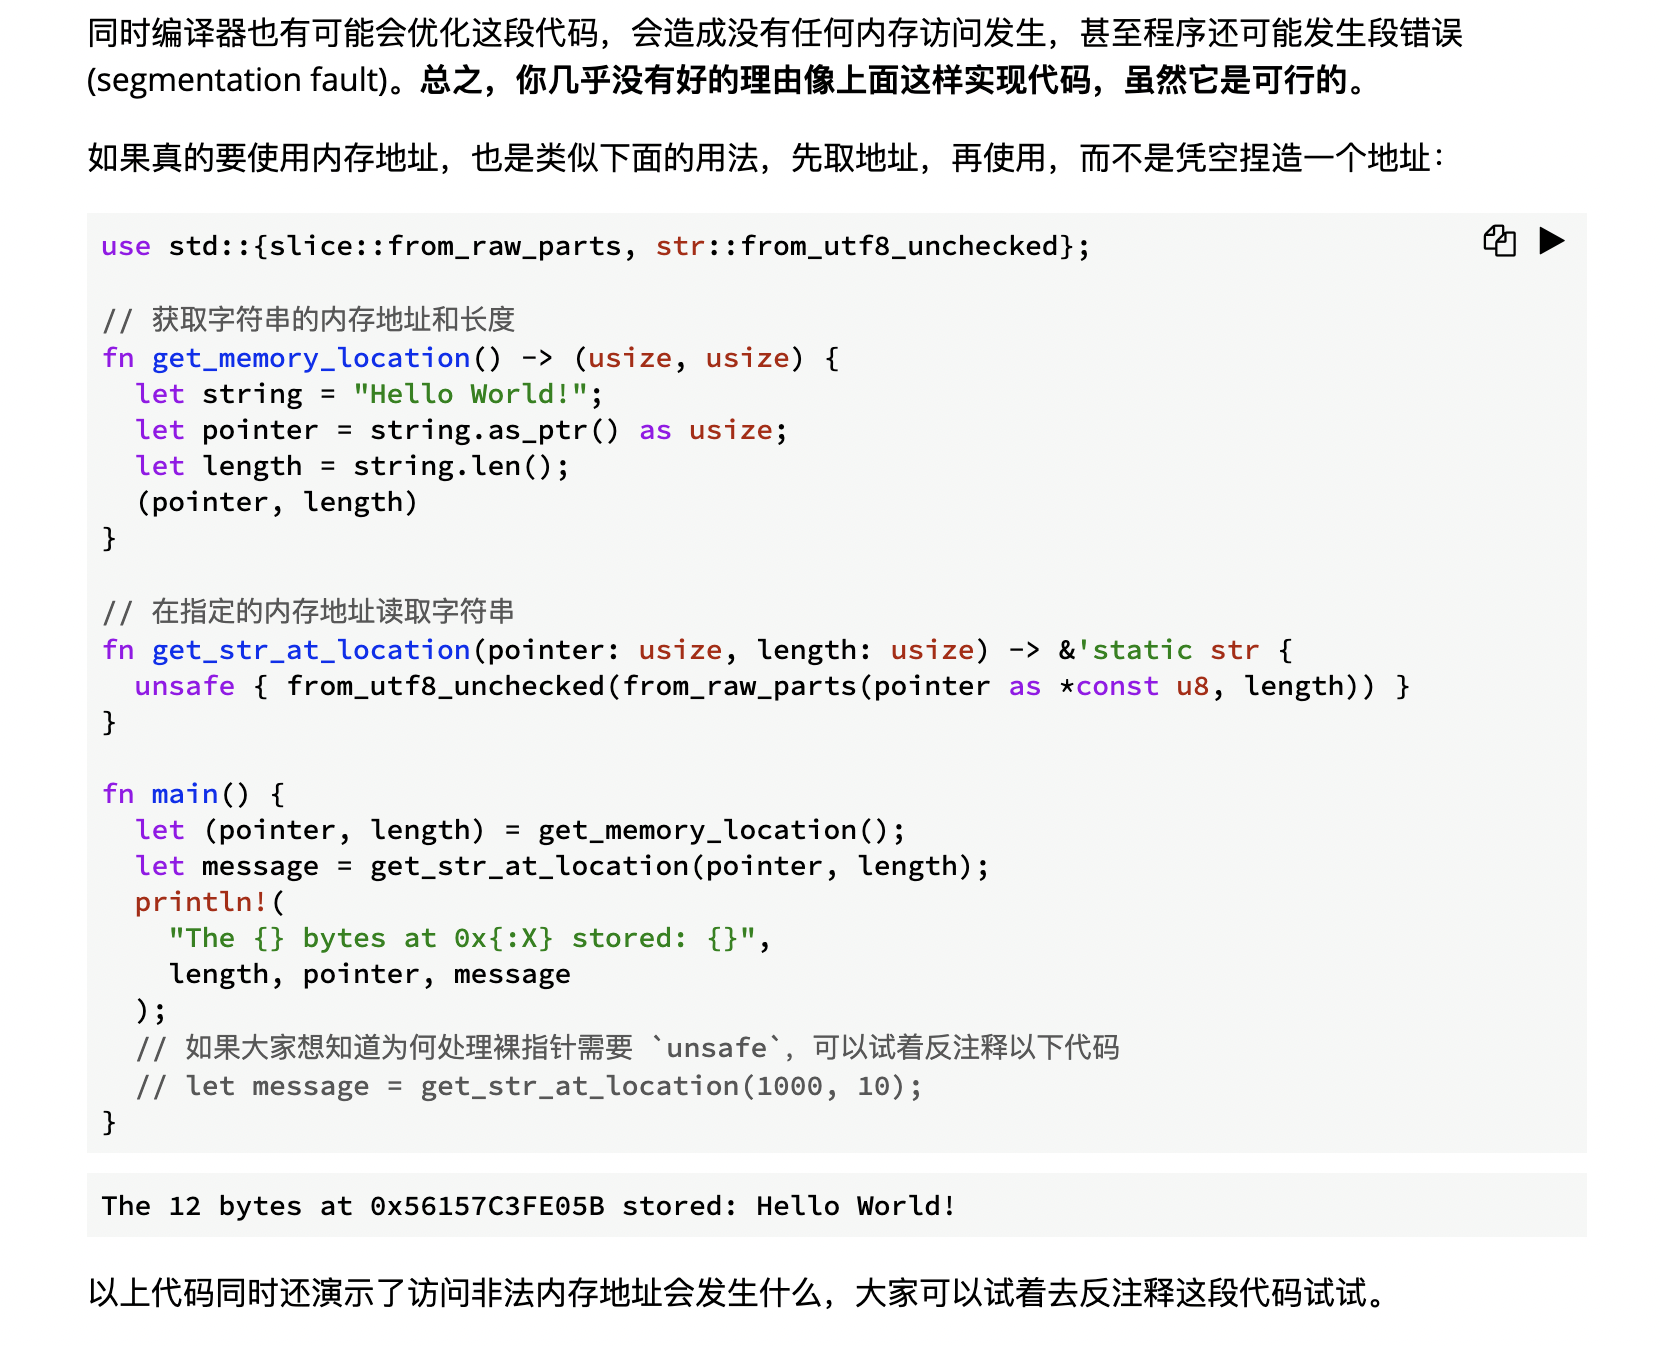 同时编译器也有可能会优化这段代码，会造成没有任何内存访问发生，甚至程序还可能发生段错误
(segmentation fault)。总之，你几乎没有好的理由像上面这样实现代码，虽然它是可行的。
如果真的要使用内存地址，也是类似下面的用法，先取地址，再使用，而不是凭空捏造一个地址：
use std::{slice::from_raw_parts, str::from_utf8_unchecked};

// 获取字符串的内存地址和长度
fn get_memory_location() -> (usize, usize) {
  let string = "Hello World!";
  let pointer = string.as_ptr() as usize;
  let length = string.len();
  (pointer, length)
}

// 在指定的内存地址读取字符串
fn get_str_at_location(pointer: usize, length: usize) -> &'static str {
  unsafe { from_utf8_unchecked(from_raw_parts(pointer as *const u8, length)) }
}

fn main() {
  let (pointer, length) = get_memory_location();
  let message = get_str_at_location(pointer, length);
  println!(
    "The {} bytes at 0x{:X} stored: {}",
    length, pointer, message
  );
  // 如果大家想知道为何处理裸指针需要 `unsafe`，可以试着反注释以下代码
  // let message = get_str_at_location(1000, 10);
}
The 12 bytes at 0x56157C3FE05B stored: Hello World!
以上代码同时还演示了访问非法内存地址会发生什么，大家可以试着去反注释这段代码试试。